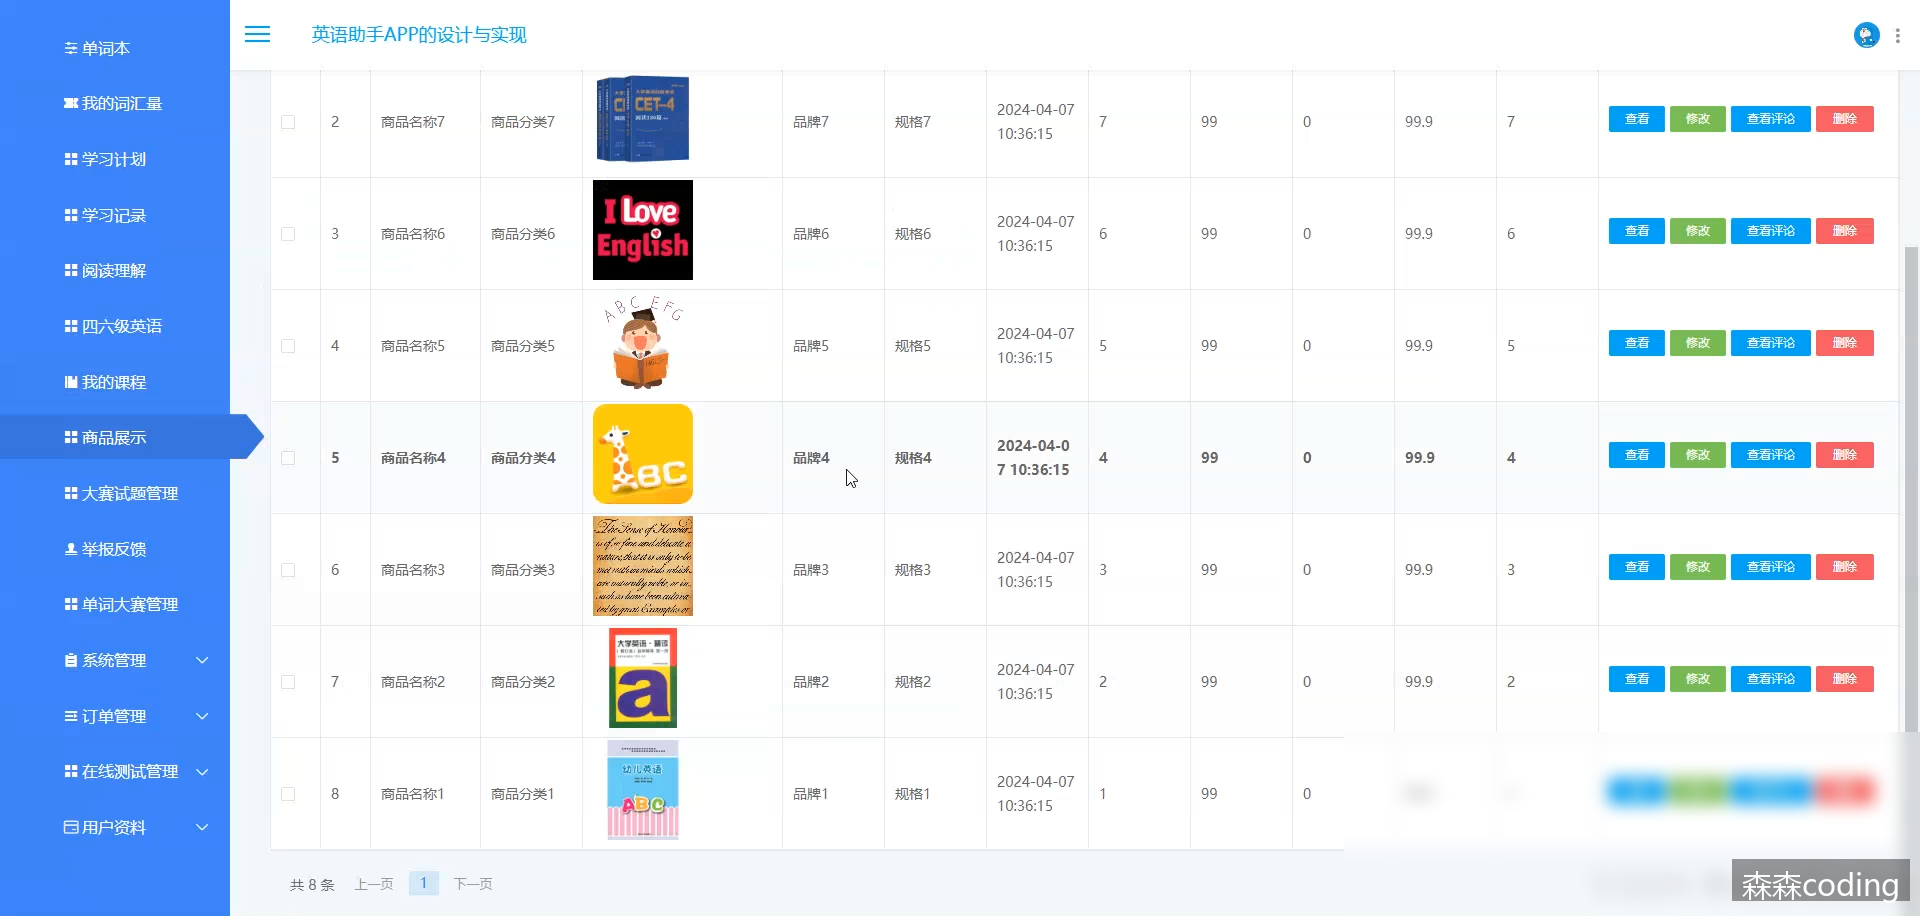 英语助手APP的设计与实现
单词本
我的词汇量
学习计划
学习记录
阅读理解
四六级英语
我的课程
商品展示
大赛试题管理
举报反馈
单词大赛管理
系统管理
订单管理
在线测试管理
用户资料
2 商品名称7 商品分类7 品牌7 规格7 2024-04-07 10:36:15 7 99 0 99.9 7 查看 修改 查看评论 删除
CET-4
3 商品名称6 商品分类6 品牌6 规格6 2024-04-07 10:36:15 6 99 0 99.9 6 查看 修改 查看评论 删除
I Love
English
4 商品名称5 商品分类5 品牌5 规格5 2024-04-07 10:36:15 5 99 0 99.9 5 查看 修改 查看评论 删除
A B C E F G
5 商品名称4 商品分类4 品牌4 规格4 2024-04-07 10:36:15 4 99 0 99.9 4 查看 修改 查看评论 删除
ABC
6 商品名称3 商品分类3 品牌3 规格3 2024-04-07 10:36:15 3 99 0 99.9 3 查看 修改 查看评论 删除
The Sense of Honour
7 商品名称2 商品分类2 品牌2 规格2 2024-04-07 10:36:15 2 99 0 99.9 2 查看 修改 查看评论 删除
大学英语·精读
a
8 商品名称1 商品分类1 品牌1 规格1 2024-04-07 10:36:15 1 99 0
幼儿英语
ABC
共 8 条 上一页 1 下一页
森森coding